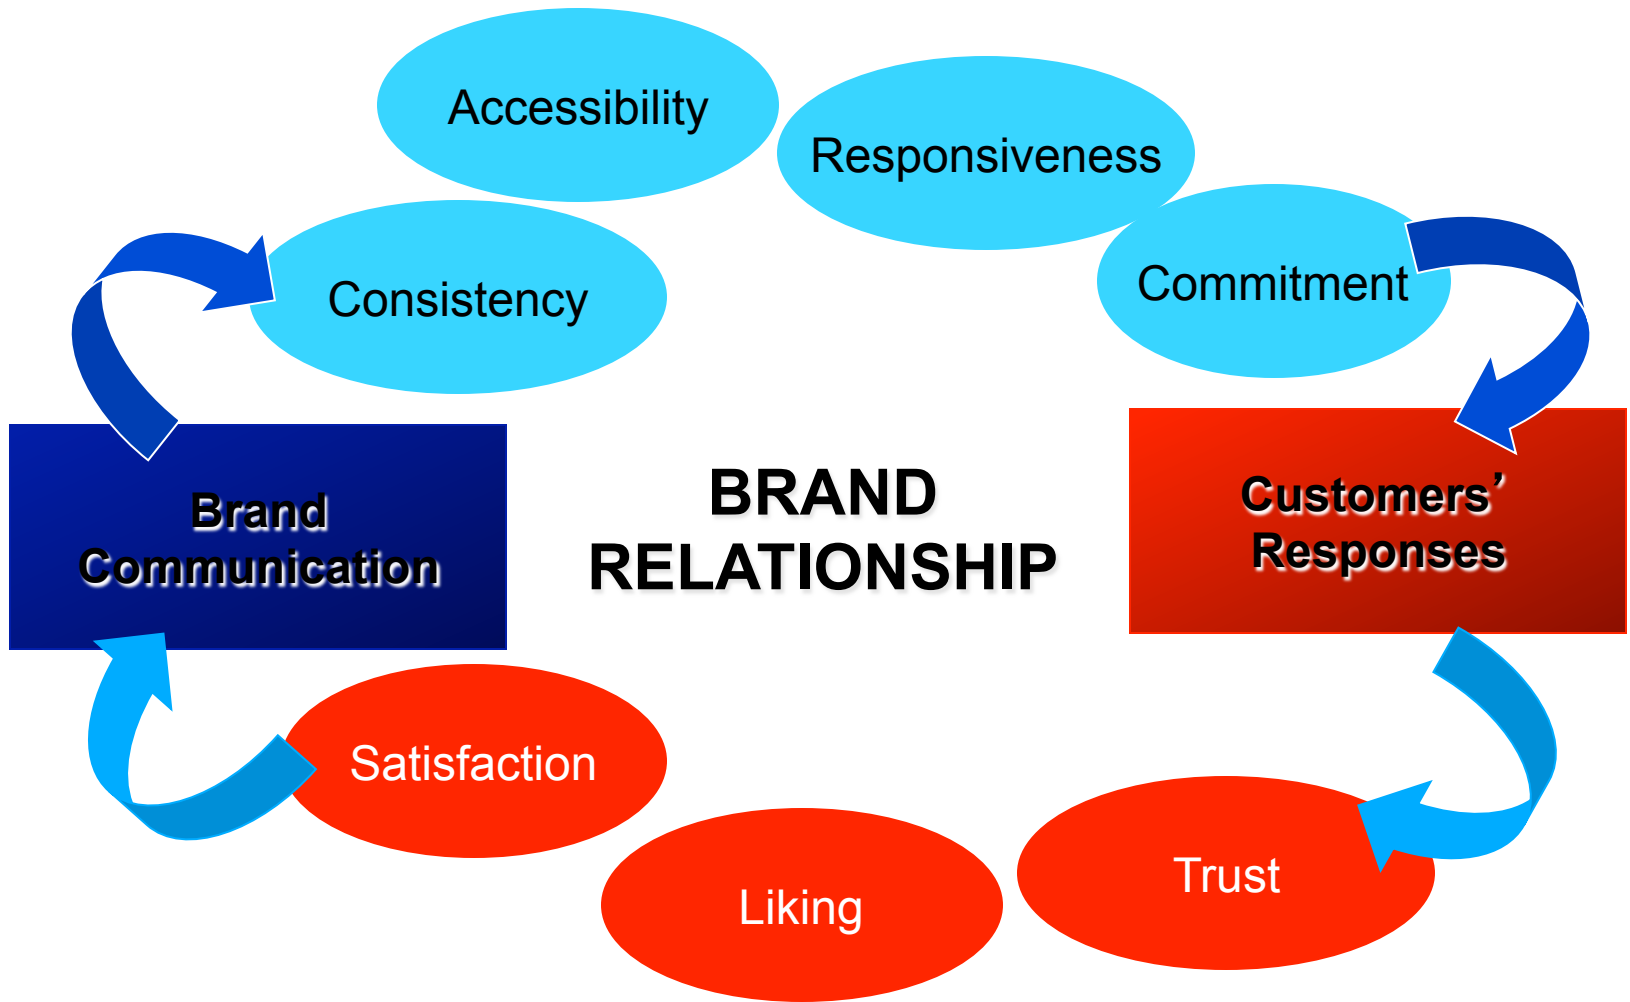 Accessibility
Responsiveness
Consistency
Commitment
Brand
Communication
BRAND
RELATIONSHIP
Customers’
Responses
Satisfaction
Liking
Trust